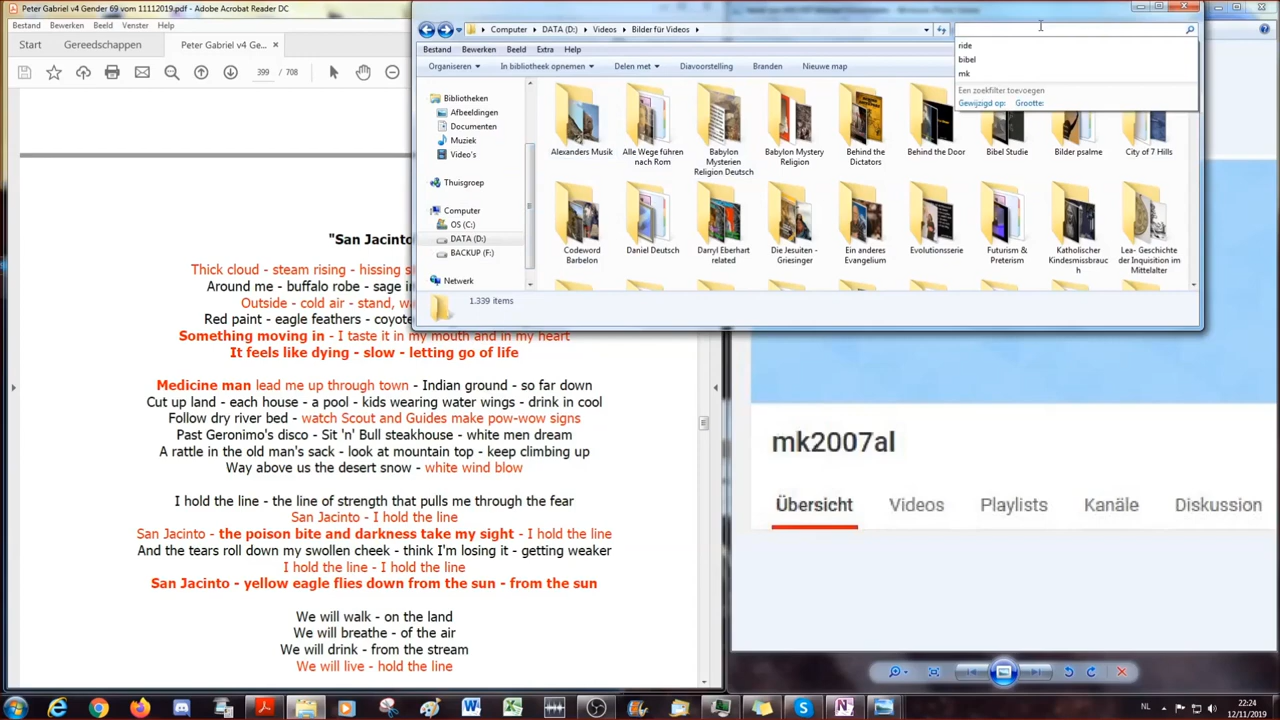 Peter Gabriel v4 Gender 69 vom 11112019.pdf - Adobe Acrobat Reader DC
Bestand Bewerken Beeld Venster Help
Start Gereedschappen Peter Gabriel v4 Ge... ×
399 / 708
"San Jacinto
Thick cloud - steam rising - hissing s
Around me - buffalo robe - sage in
Outside - cold air - stand, wa
Red paint - eagle feathers - coyote
Something moving in - I taste it in my mouth and in my heart
It feels like dying - slow - letting go of life
Medicine man lead me up through town - Indian ground - so far down
Cut up land - each house - a pool - kids wearing water wings - drink in cool
Follow dry river bed - watch Scout and Guides make pow-wow signs
Past Geronimo's disco - Sit 'n' Bull steakhouse - white men dream
A rattle in the old man's sack - look at mountain top - keep climbing up
Way above us the desert snow - white wind blow
I hold the line - the line of strength that pulls me through the fear
San Jacinto - I hold the line
San Jacinto - the poison bite and darkness take my sight - I hold the line
And the tears roll down my swollen cheek - think I'm losing it - getting weaker
I hold the line - I hold the line
San Jacinto - yellow eagle flies down from the sun - from the sun
We will walk - on the land
We will breathe - of the air
We will drink - from the stream
We will live - hold the line
Computer DATA (D:) Videos Bilder für Videos
Bestand Bewerken Beeld Extra Help
Organiseren In bibliotheek opnemen Delen met Diavoorstelling Branden Nieuwe map
ride
bibel
mk
Een zoekfilter toevoegen
Gewijzigd op: Grootte:
Bibliotheken
Afbeeldingen
Documenten
Muziek
Video's
Thuisgroep
Computer
OS (C:)
DATA (D:)
BACKUP (F:)
Netwerk
Alexanders Musik
Alle Wege führen nach Rom
Babylon Mysterien Religion Deutsch
Babylon Mystery Religion
Behind the Dictators
Behind the Door
Bibel Studie
Bilder psalme
City of 7 Hills
Codeword Barbelon
Daniel Deutsch
Darryl Eberhart related
Die Jesuiten - Griesinger
Ein anderes Evangelium
Evolutionsserie
Futurism & Preterism
Katholischer Kindesmissbrauch
Lea- Geschichte der Inquisition im Mittelalter
1.339 items
mk2007al
Übersicht Videos Playlists Kanäle Diskussion
NL
22:24
12/11/2019